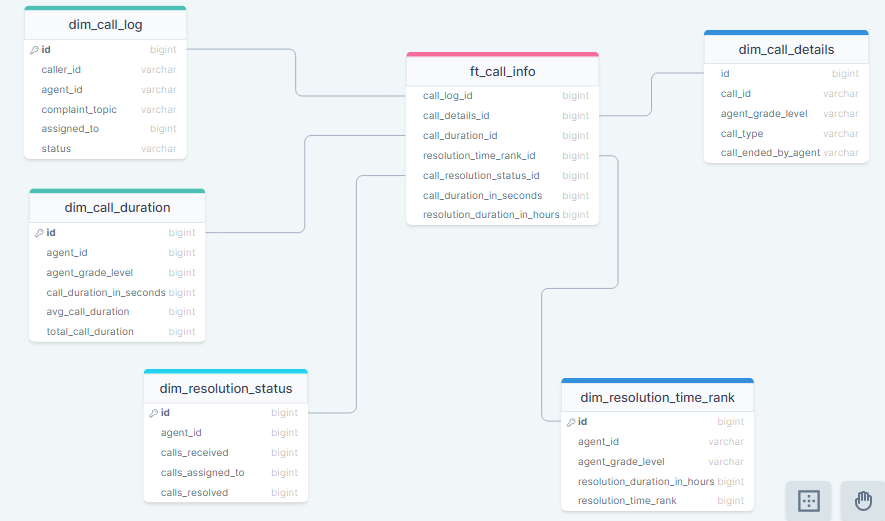 dim_call_log
id bigint
caller_id varchar
agent_id varchar
complaint_topic varchar
assigned_to bigint
status varchar
ft_call_info
call_log_id bigint
call_details_id bigint
call_duration_id bigint
resolution_time_rank_id bigint
call_resolution_status_id bigint
call_duration_in_seconds bigint
resolution_duration_in_hours bigint
dim_call_details
id bigint
call_id varchar
agent_grade_level varchar
call_type varchar
call_ended_by_agent varchar
dim_call_duration
id bigint
agent_id bigint
agent_grade_level bigint
call_duration_in_seconds bigint
avg_call_duration bigint
total_call_duration bigint
dim_resolution_status
id bigint
agent_id bigint
calls_received bigint
calls_assigned_to bigint
calls_resolved bigint
dim_resolution_time_rank
id bigint
agent_id varchar
agent_grade_level varchar
resolution_duration_in_hours bigint
resolution_time_rank bigint